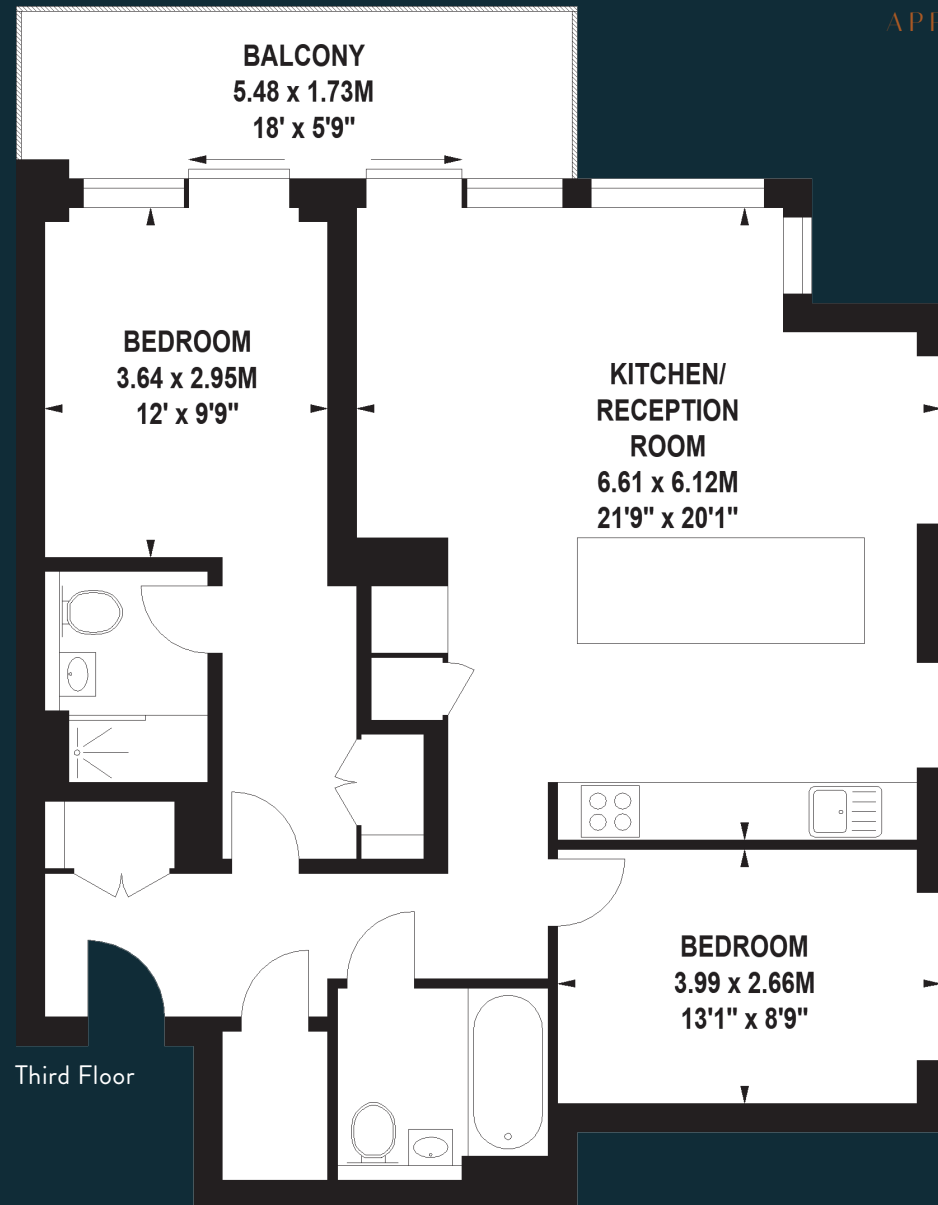 BALCONY
5.48 x 1.73M
18' x 5'9"
BEDROOM
3.64 x 2.95M
12' x 9'9"
KITCHEN/
RECEPTION
ROOM
6.61 x 6.12M
21'9" x 20'1"
BEDROOM
3.99 x 2.66M
13'1" x 8'9"
Third Floor